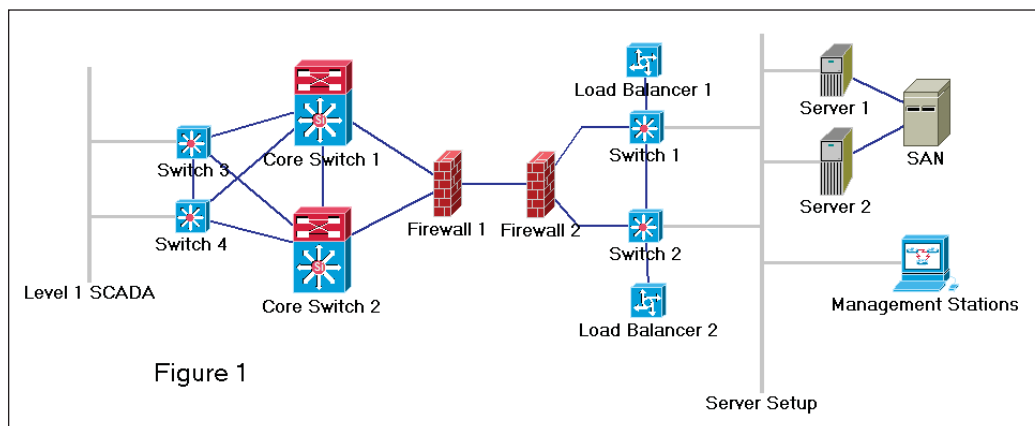 Load Balancer 1
Server 1
SAN
Switch 3
Core Switch 1
Switch 1
Server 2
Switch 4
Firewall 1
Firewall 2
Switch 2
Level 1 SCADA
Core Switch 2
Management Stations
Load Balancer 2
Figure 1
Server Setup